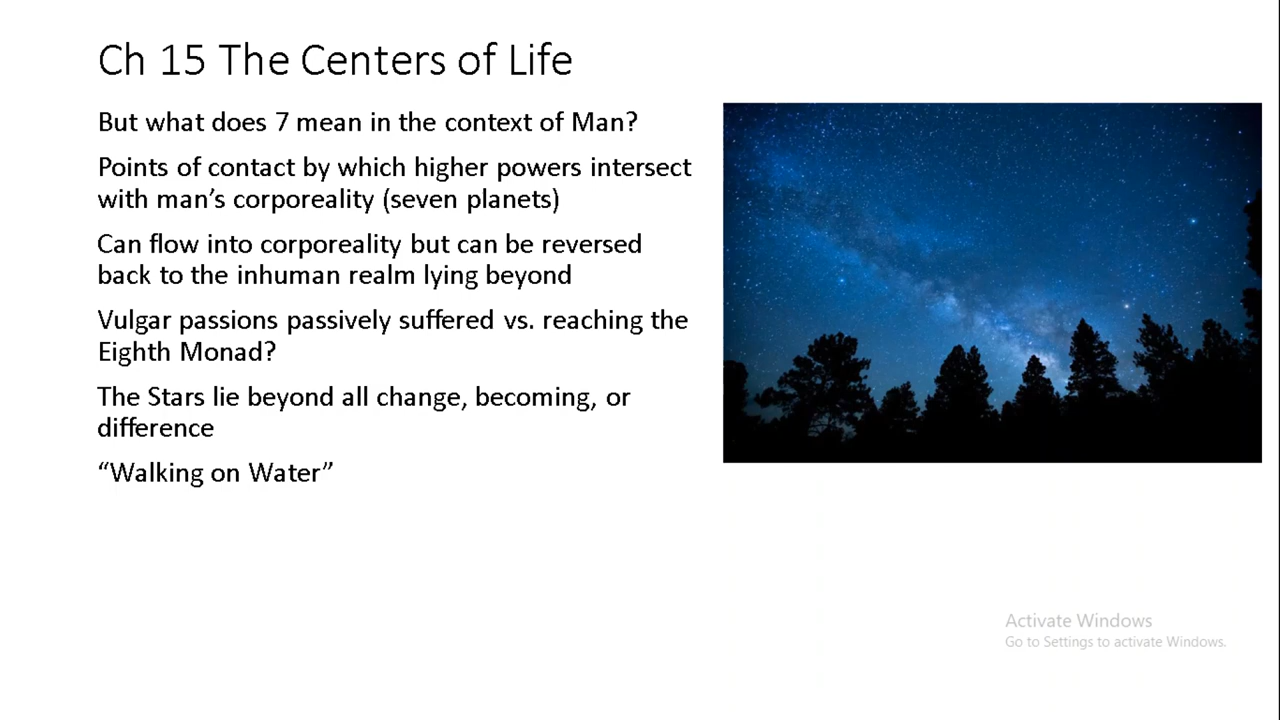 Ch 15 The Centers of Life
But what does 7 mean in the context of Man?
Points of contact by which higher powers intersect
with man’s corporeality (seven planets)
Can flow into corporeality but can be reversed
back to the inhuman realm lying beyond
Vulgar passions passively suffered vs. reaching the
Eighth Monad?
The Stars lie beyond all change, becoming, or
difference
“Walking on Water”
Activate Windows
Go to Settings to activate Windows.